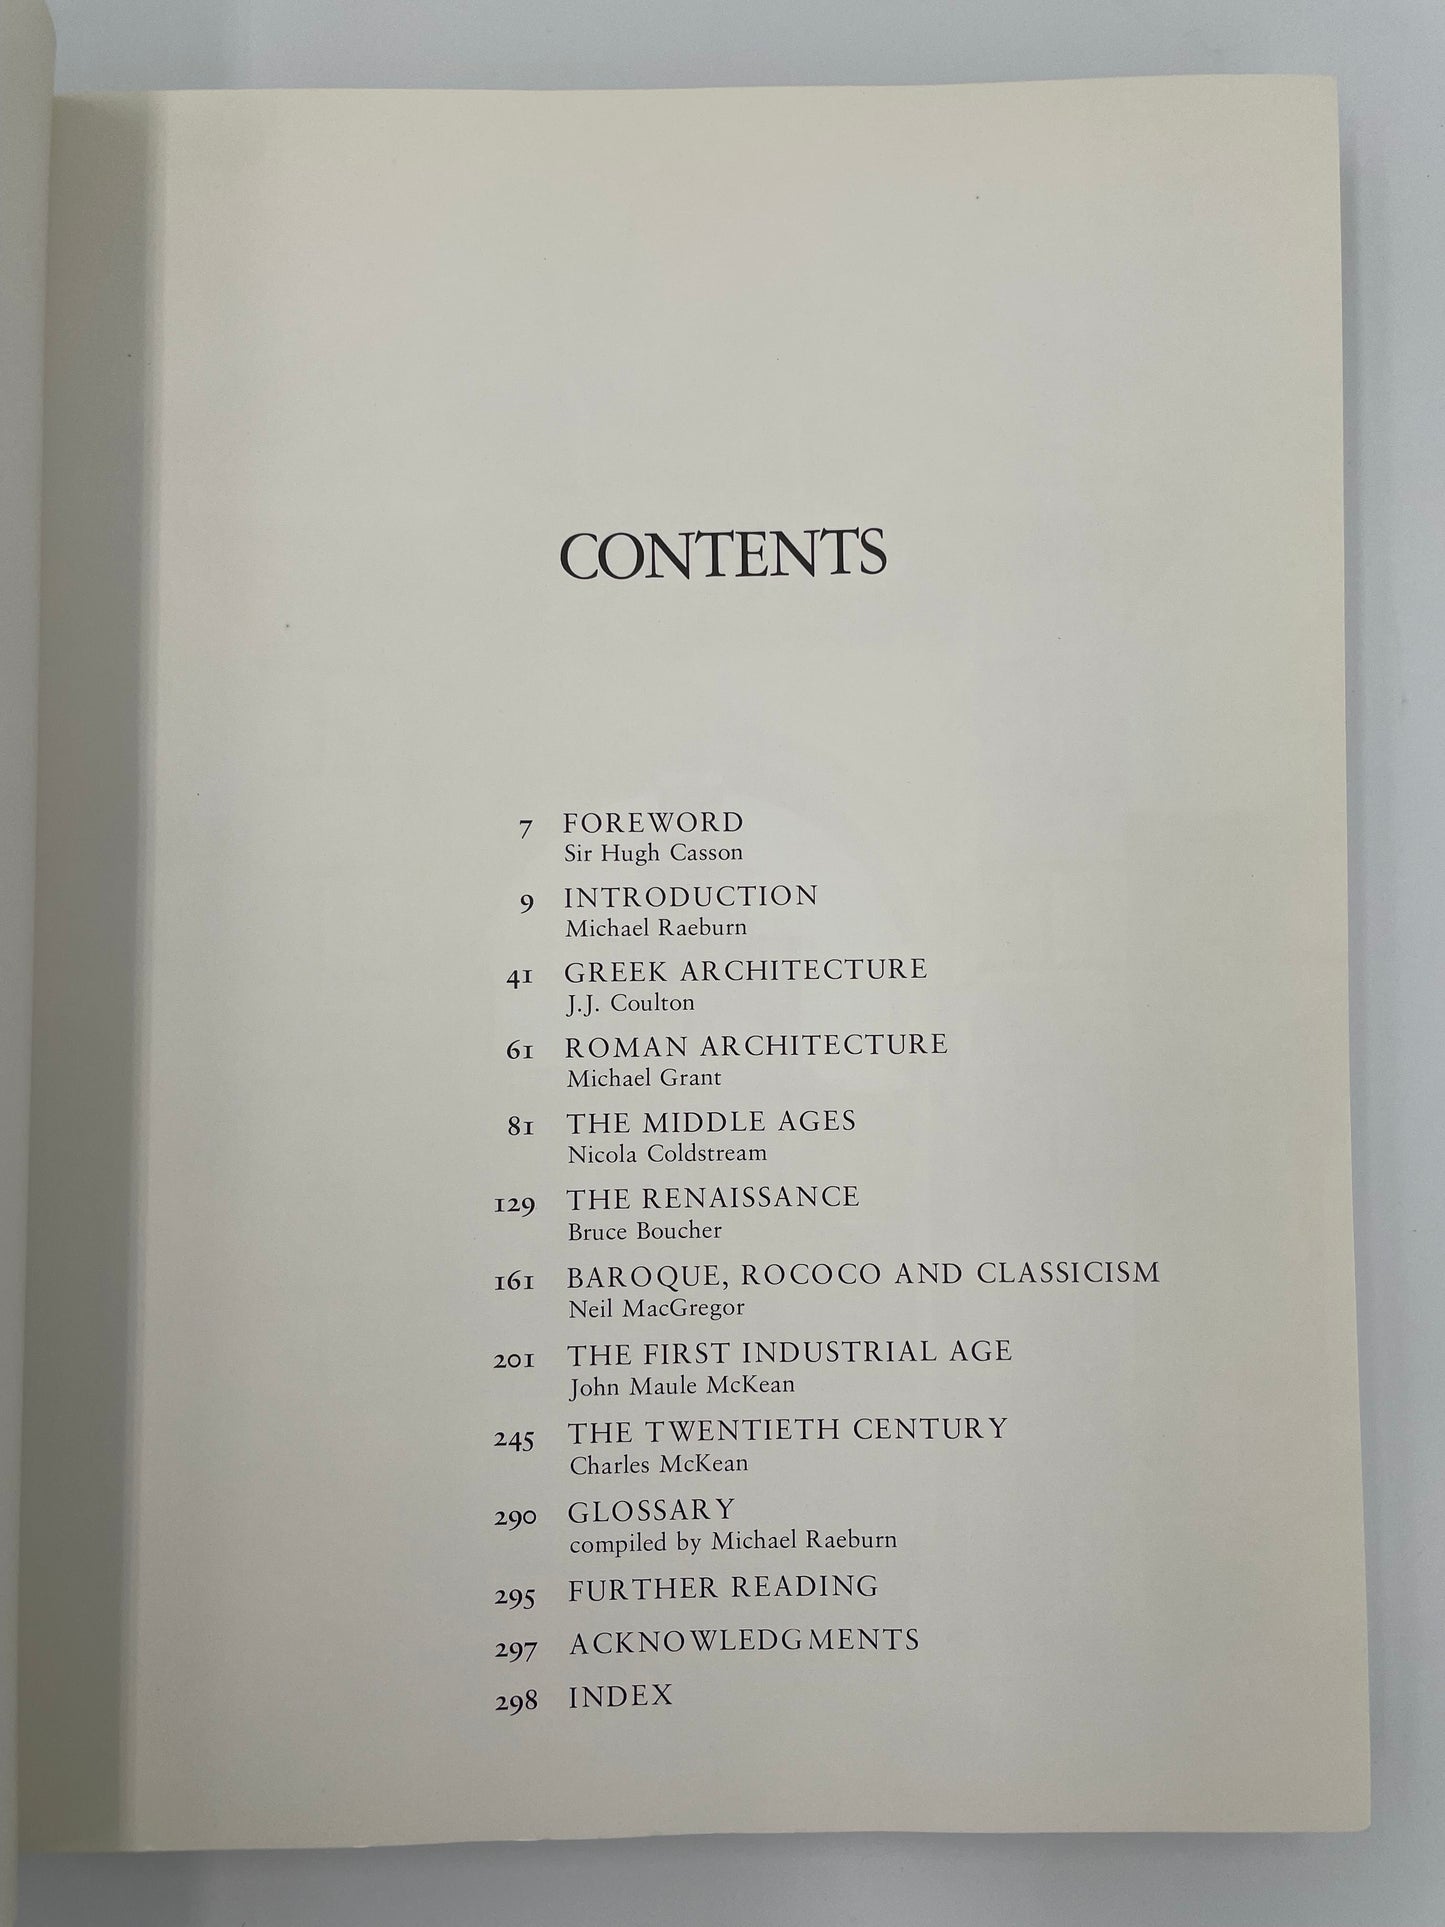 CONTENTS
7 FOREWORD
Sir Hugh Casson
9 INTRODUCTION
Michael Raeburn
41 GREEK ARCHITECTURE
J.J. Coulton
61 ROMAN ARCHITECTURE
Michael Grant
81 THE MIDDLE AGES
Nicola Coldstream
129 THE RENAISSANCE
Bruce Boucher
161 BAROQUE, ROCOCO AND CLASSICISM
Neil MacGregor
201 THE FIRST INDUSTRIAL AGE
John Maule McKean
245 THE TWENTIETH CENTURY
Charles McKean
290 GLOSSARY
compiled by Michael Raeburn
295 FURTHER READING
297 ACKNOWLEDGMENTS
298 INDEX